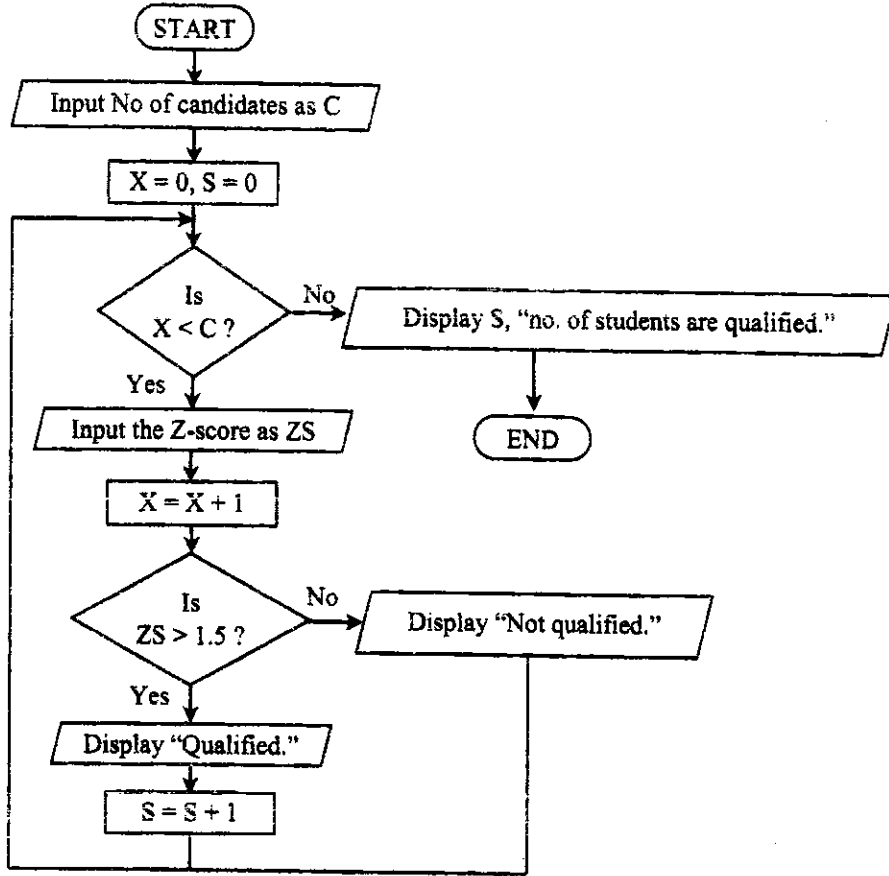 START
Input No of candidates as C
X = 0, S = 0
Is
X < C ?
No
Display S, “no. of students are qualified.”
END
Yes
Input the Z-score as ZS
X = X + 1
Is
ZS > 1.5 ?
No
Display “Not qualified.”
Yes
Display “Qualified.”
S = S + 1